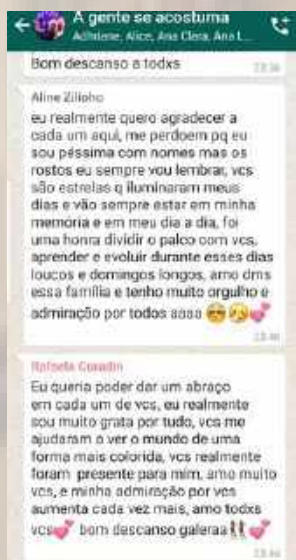 A gente se acostuma
Adhriane, Alice, Ana Clara, Ana L...
Bom descanso a todxs
Aline Zilioho
eu realmente quero agradecer a
cada um aqui, me perdoem pq eu
sou péssima com nomes mas os
rostos eu sempre vou lembrar, vcs
são estrelas q iluminaram meus
dias e vão sempre estar em minha
memória e em meu dia a dia, foi
uma honra dividir o palco com vcs,
aprender e evoluir durante esses dias
loucos e domingos longos, amo dms
essa família e tenho muito orgulho e
admiração por todos aaaa
Rafaela
Eu queria poder dar um abraço
em cada um de vcs, eu realmente
sou muito grata por tudo, vcs me
ajudaram a ver o mundo de uma
forma mais colorida, vcs realmente
foram presente para mim, amo muito
vcs, e minha admiração por vcs
aumenta cada vez mais, amo todxs
vcs bom descanso galeraa